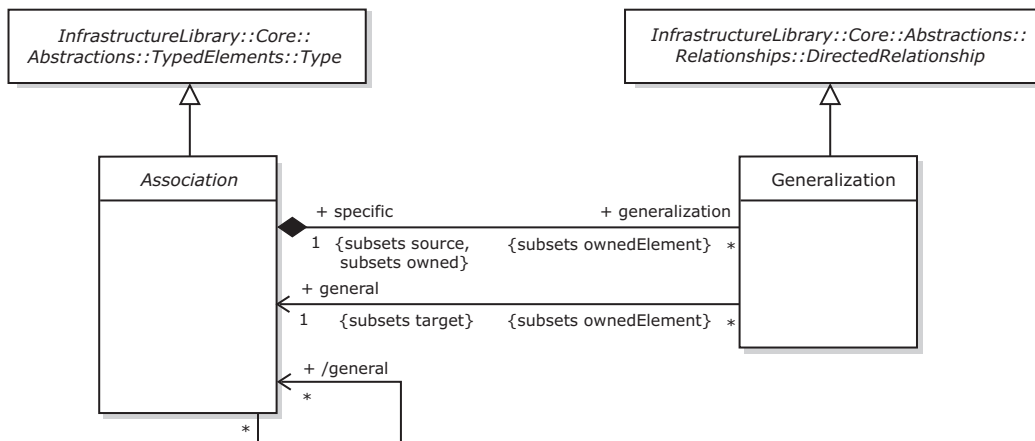 InfrastructureLibrary::Core::
Abstractions::TypedElements::Type
InfrastructureLibrary::Core::Abstractions::
Relationships::DirectedRelationship
Association
Generalization
+ specific
+ generalization
1 {subsets source,
subsets owned}
{subsets ownedElement} *
+ general
1 {subsets target}
{subsets ownedElement} *
+ /general
*
*